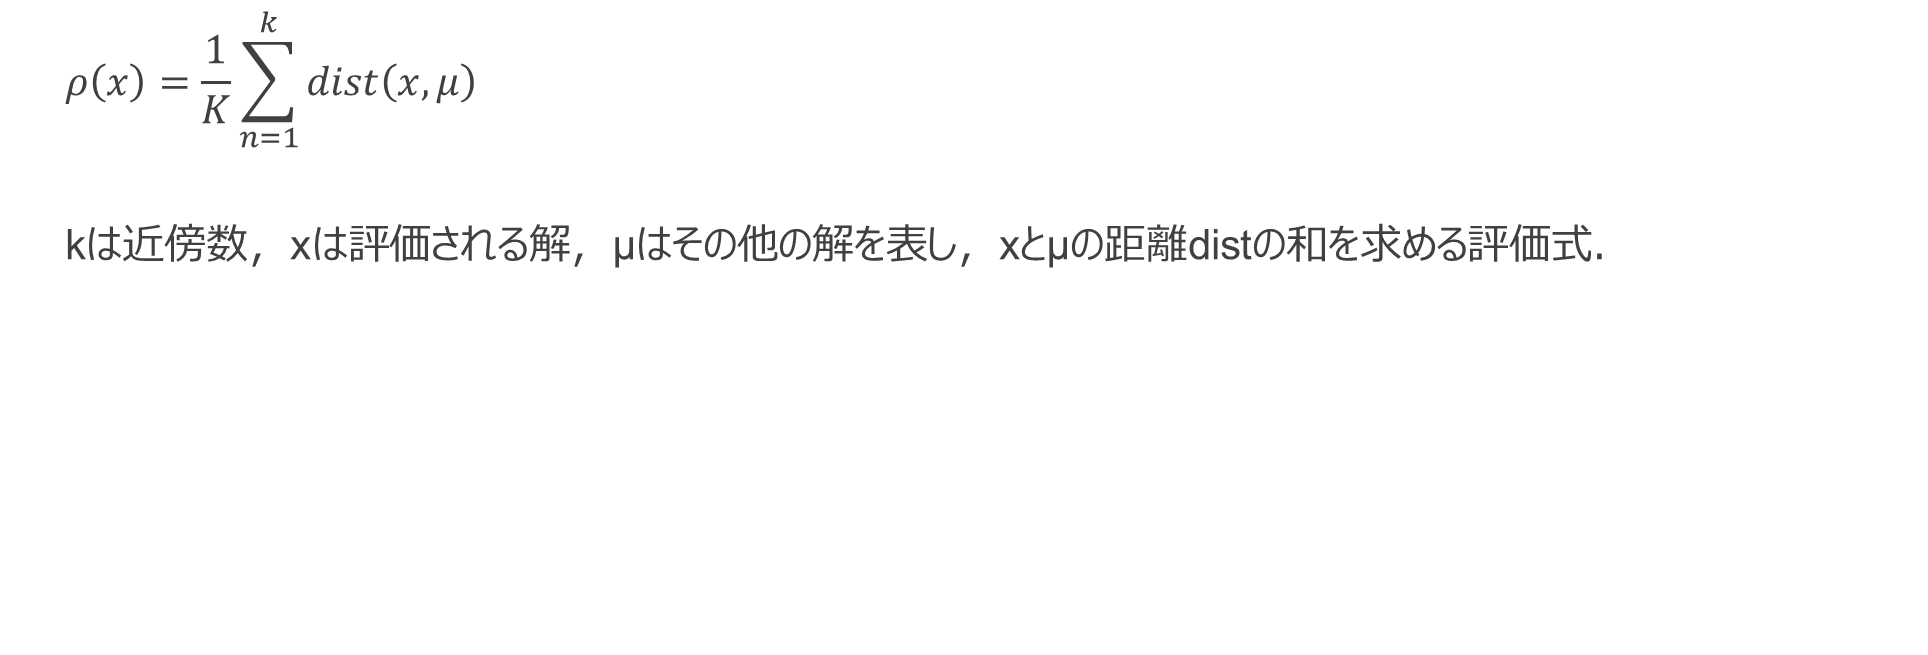 ρ(x) = 1/K ∑_{n=1}^{k} dist(x, μ)
kは近傍数，xは評価される解，μはその他の解を表し，xとμの距離distの和を求める評価式．